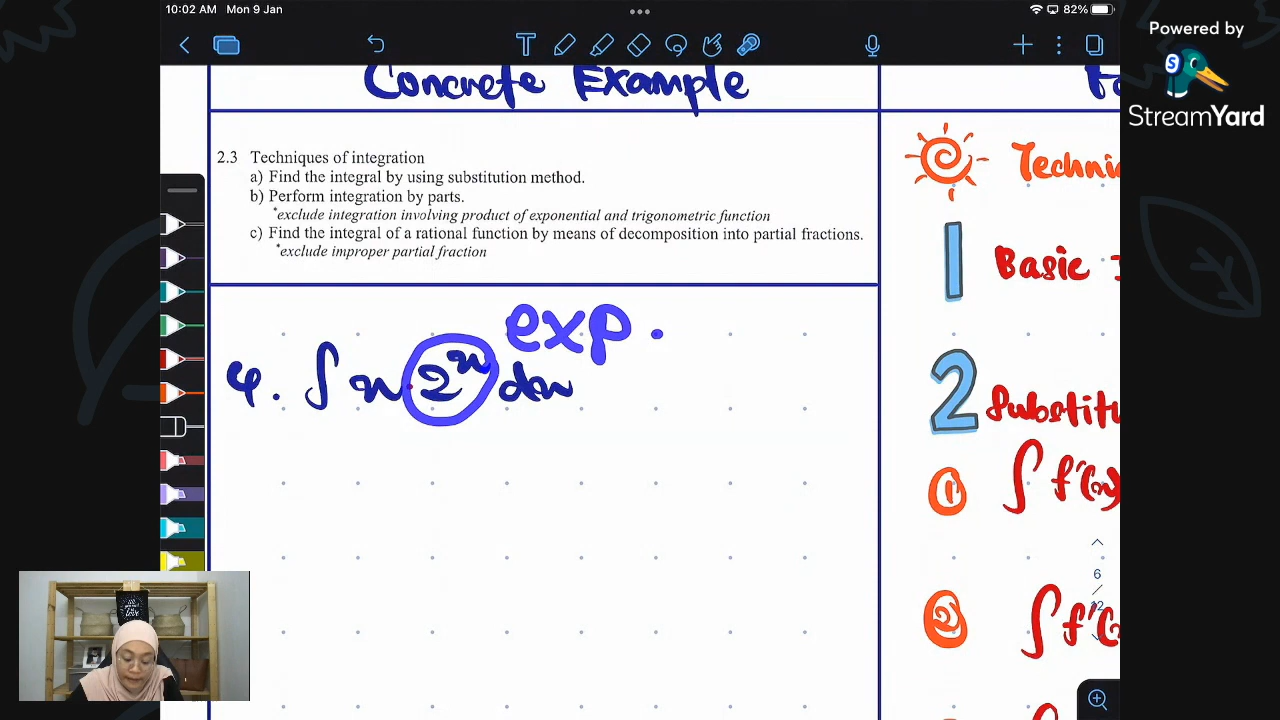 10:02 AM Mon 9 Jan
82%
Powered by
StreamYard
Concrete Example
2.3 Techniques of integration
a) Find the integral by using substitution method.
b) Perform integration by parts.
*exclude integration involving product of exponential and trigonometric function
c) Find the integral of a rational function by means of decomposition into partial fractions.
*exclude improper partial fraction
exp.
4. ∫ x 2^x dx
Techni
1 Basic
2 Substitu
① ∫ f'(x)
② ∫ f'(x
6
/
12